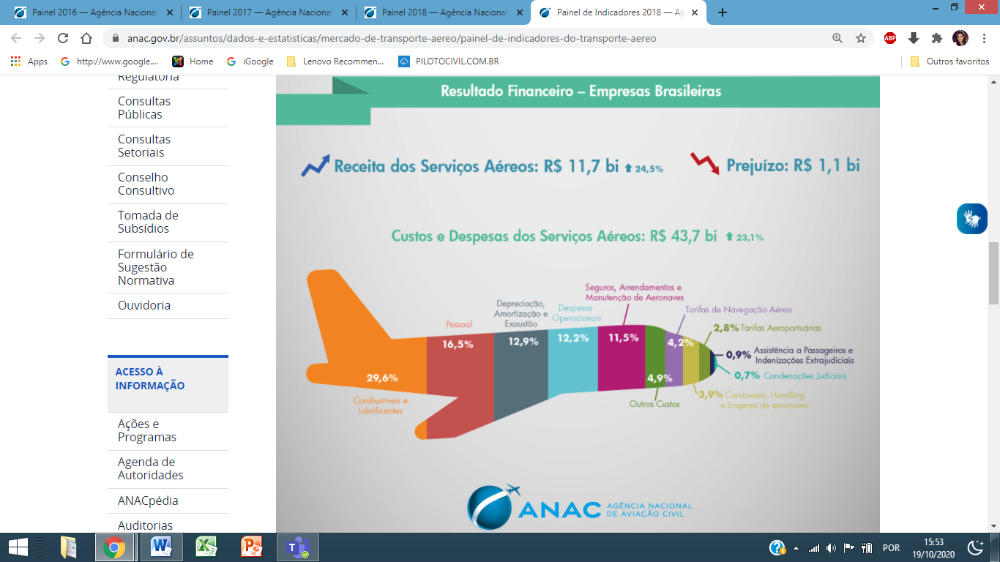 Painel 2016 — Agência Nacional
Painel 2017 — Agência Nacional
Painel 2018 — Agência Nacional
Painel de Indicadores 2018 — Ag
anac.gov.br/assuntos/dados-e-estatisticas/mercado-de-transporte-aereo/painel-de-indicadores-do-transporte-aereo
ABP
Apps
http://www.google....
Home
iGoogle
Lenovo Recommen...
PILOTOCIVIL.COM.BR
Outros favoritos
Regulatória
Consultas
Públicas
Consultas
Setoriais
Conselho
Consultivo
Tomada de
Subsídios
Formulário de
Sugestão
Normativa
Ouvidoria
ACESSO À
INFORMAÇÃO
Ações e
Programas
Agenda de
Autoridades
ANACpédia
Auditorias
Resultado Financeiro – Empresas Brasileiras
Receita dos Serviços Aéreos: R$ 11,7 bi 24,5%
Prejuízo: R$ 1,1 bi
Custos e Despesas dos Serviços Aéreos: R$ 43,7 bi 23,1%
29,6%
Combustíveis e
Lubrificantes
Pessoal
16,5%
Depreciação,
Amortização e
Exaustão
12,9%
Despesas
Operacionais
12,2%
Seguros, Arrendamentos e
Manutenção de Aeronaves
11,5%
4,9%
Outros Custos
Tarifas de Navegação Aérea
4,2%
3,9% Comissaria, Handling
e Limpeza de aeronaves
2,8% Tarifas Aeroportuárias
0,9% Assistência a Passageiros e
Indenizações Extrajudiciais
0,7% Condenações Judiciais
ANAC
AGÊNCIA NACIONAL
DE AVIAÇÃO CIVIL
POR
15:53
19/10/2020